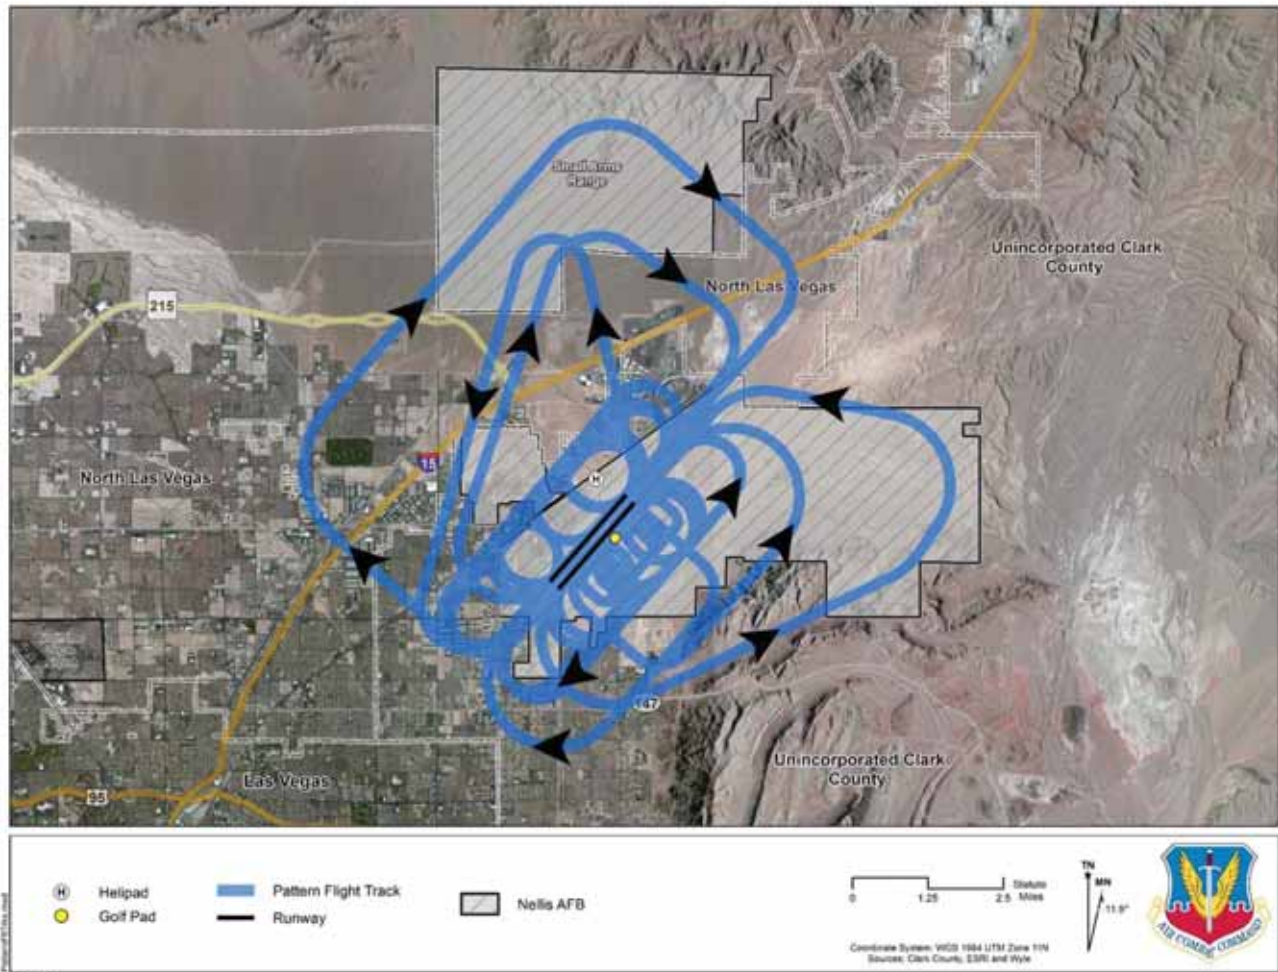 Small Arms
Range
Unincorporated Clark
County
North Las Vegas
215
15
North Las Vegas
147
Unincorporated Clark
County
Las Vegas
95
H
H
Helipad
Golf Pad
Pattern Flight Track
Runway
Nellis AFB
0
1.25
2.5
Statute
Miles
TN
MN
11.9°
Coordinate System: WGS 1984 UTM Zone 11N
Sources: Clark County, ESRI and Wyle
AIR COMBAT COMMAND